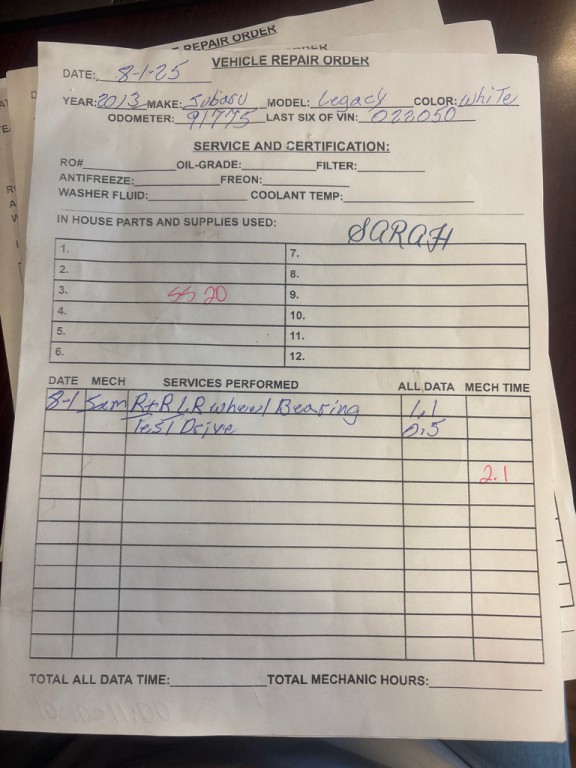 REPAIR ORDER
VEHICLE REPAIR ORDER
DATE: 8-1-25
YEAR: 2013 MAKE: Subaru MODEL: Legacy COLOR: White
ODOMETER: 91775 LAST SIX OF VIN: 022050
SERVICE AND CERTIFICATION:
RO# OIL-GRADE: FILTER:
ANTIFREEZE: FREON:
WASHER FLUID: COOLANT TEMP:
IN HOUSE PARTS AND SUPPLIES USED: SARAH
1. 7.
2. 8.
3. SS 20 9.
4. 10.
5. 11.
6. 12.
DATE MECH SERVICES PERFORMED ALL DATA MECH TIME
8-1 Sam R+R L R wheel Bearing 1.1
Test Drive 0.5
2.1
TOTAL ALL DATA TIME: TOTAL MECHANIC HOURS: